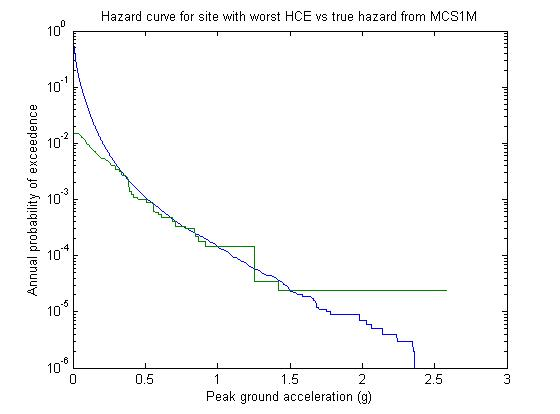 Hazard curve for site with worst HCE vs true hazard from MCS1M
10^0
10^-1
10^-2
10^-3
10^-4
10^-5
10^-6
Annual probability of exceedence
0 0.5 1 1.5 2 2.5 3
Peak ground acceleration (g)